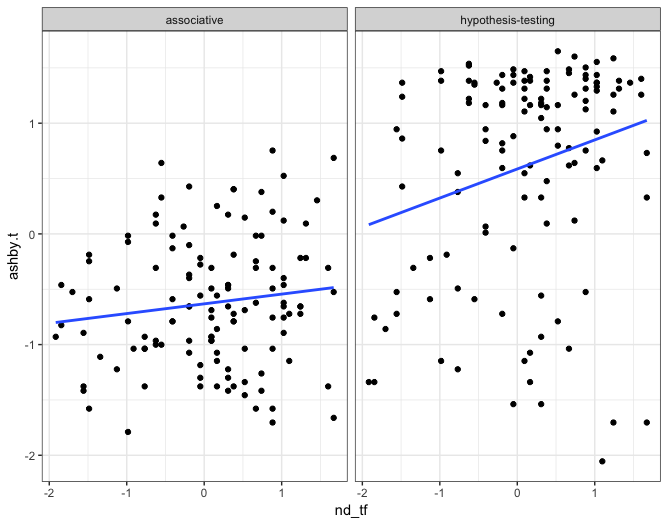 associative hypothesis-testing
1
0
-1
-2
-2 -1 0 1 -2 -1 0 1
nd_tf
ashby.t